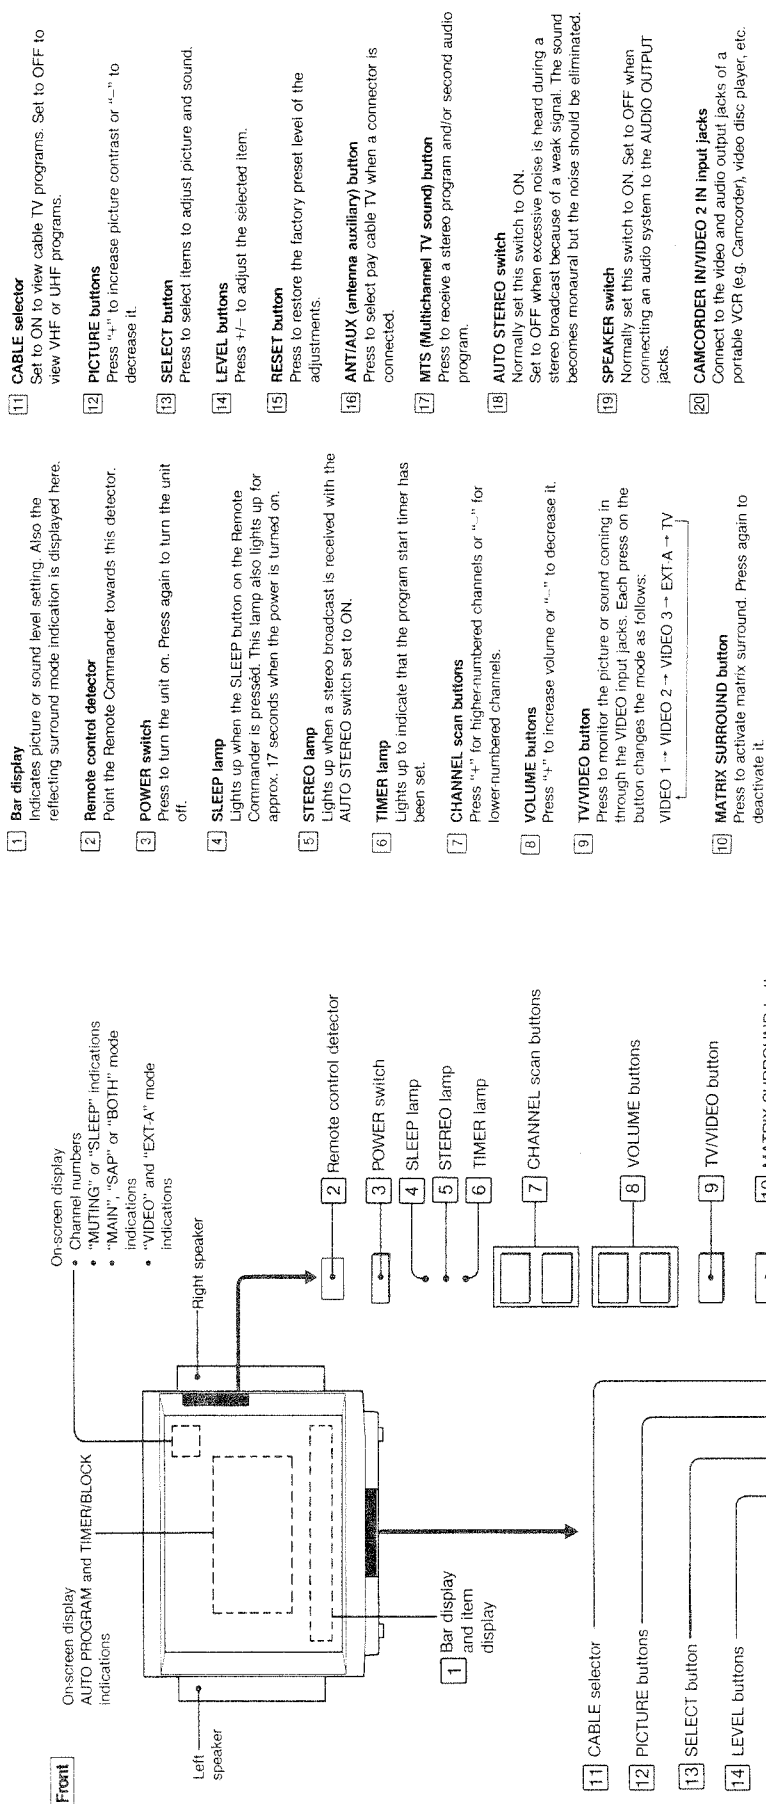 Front
On-screen display
AUTO PROGRAM and TIMER/BLOCK
indications
On-screen display
• Channel numbers
• “MUTING” or “SLEEP” indications
• “MAIN”, “SAP” or “BOTH” mode
indications
• “VIDEO” and “EXT-A” mode
indications
Left
speaker
Right speaker
1 Bar display
and item
display
2 Remote control detector
3 POWER switch
4 SLEEP lamp
5 STEREO lamp
6 TIMER lamp
7 CHANNEL scan buttons
8 VOLUME buttons
9 TV/VIDEO button
11 CABLE selector
12 PICTURE buttons
13 SELECT button
14 LEVEL buttons
1 Bar display
Indicates picture or sound level setting. Also the
reflecting surround mode indication is displayed here.
2 Remote control detector
Point the Remote Commander towards this detector.
3 POWER switch
Press to turn the unit on. Press again to turn the unit
off.
4 SLEEP lamp
Lights up when the SLEEP button on the Remote
Commander is pressed. This lamp also lights up for
approx. 17 seconds when the power is turned on.
5 STEREO lamp
Lights up when a stereo broadcast is received with the
AUTO STEREO switch set to ON.
6 TIMER lamp
Lights up to indicate that the program start timer has
been set.
7 CHANNEL scan buttons
Press “+” for higher-numbered channels or “–” for
lower-numbered channels.
8 VOLUME buttons
Press “+” to increase volume or “–” to decrease it.
9 TV/VIDEO button
Press to monitor the picture or sound coming in
through the VIDEO input jacks. Each press on the
button changes the mode as follows:
VIDEO 1 → VIDEO 2 → VIDEO 3 → EXT-A → TV
10 MATRIX SURROUND button
Press to activate matrix surround. Press again to
deactivate it.
11 CABLE selector
Set to ON to view cable TV programs. Set to OFF to
view VHF or UHF programs.
12 PICTURE buttons
Press “+” to increase picture contrast or “–” to
decrease it.
13 SELECT button
Press to select items to adjust picture and sound.
14 LEVEL buttons
Press +/– to adjust the selected item.
15 RESET button
Press to restore the factory preset level of the
adjustments.
16 ANT/AUX (antenna auxiliary) button
Press to select pay cable TV when a connector is
connected.
17 MTS (Multichannel TV sound) button
Press to receive a stereo program and/or second audio
program.
18 AUTO STEREO switch
Normally set this switch to ON.
Set to OFF when excessive noise is heard during a
stereo broadcast because of a weak signal. The sound
becomes monaural but the noise should be eliminated.
19 SPEAKER switch
Normally set this switch to ON. Set to OFF when
connecting an audio system to the AUDIO OUTPUT
jacks.
20 CAMCORDER IN/VIDEO 2 IN input jacks
Connect to the video and audio output jacks of a
portable VCR (e.g. Camcorder), video disc player, etc.